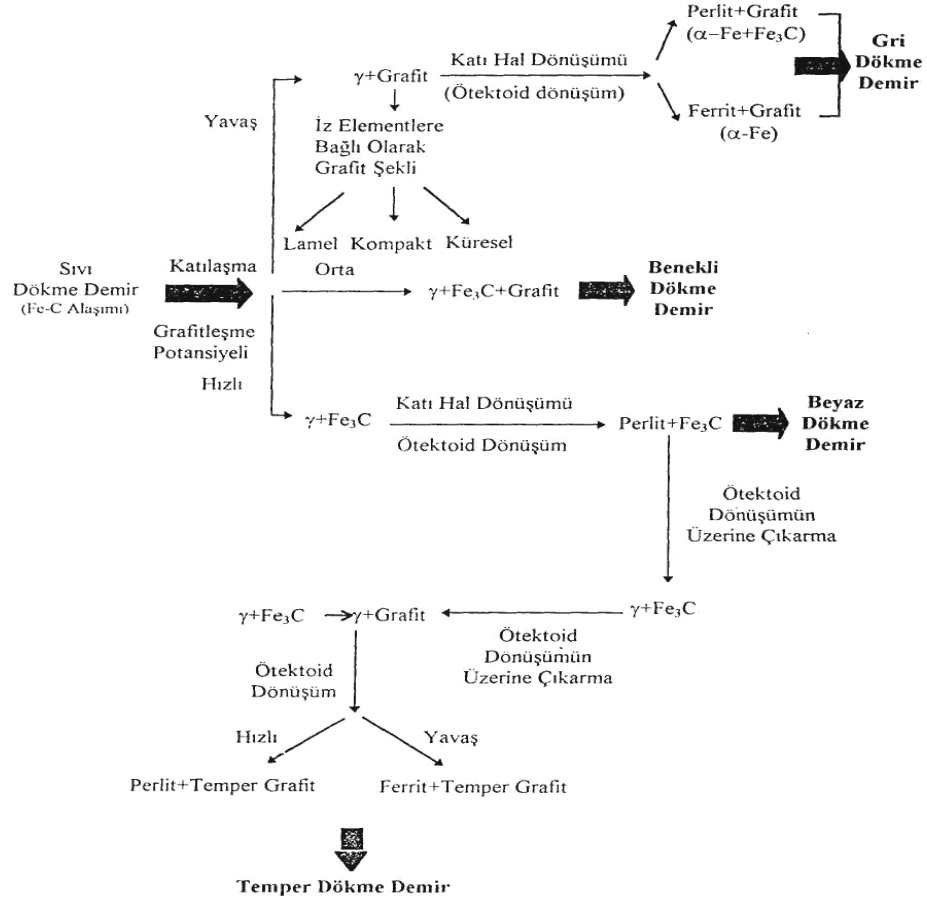 Perlit+Grafit
(α–Fe+Fe₃C)
Gri
Dökme
Demir
Katı Hal Dönüşümü
γ+Grafit
(Ötektoid dönüşüm)
Ferrit+Grafit
(α-Fe)
Yavaş
İz Elementlere
Bağlı Olarak
Grafit Şekli
Lamel Kompakt Küresel
Sıvı
Dökme Demir
(Fe-C Alaşımı)
Katılaşma
Orta
γ+Fe₃C+Grafit
Benekli
Dökme
Demir
Grafitleşme
Potansiyeli
Hızlı
γ+Fe₃C
Katı Hal Dönüşümü
Ötektoid Dönüşüm
Perlit+Fe₃C
Beyaz
Dökme
Demir
Ötektoid
Dönüşümün
Üzerine Çıkarma
γ+Fe₃C
γ+Grafit
γ+Fe₃C
Ötektoid
Dönüşümün
Üzerine Çıkarma
Ötektoid
Dönüşüm
Hızlı
Yavaş
Perlit+Temper Grafit
Ferrit+Temper Grafit
Temper Dökme Demir